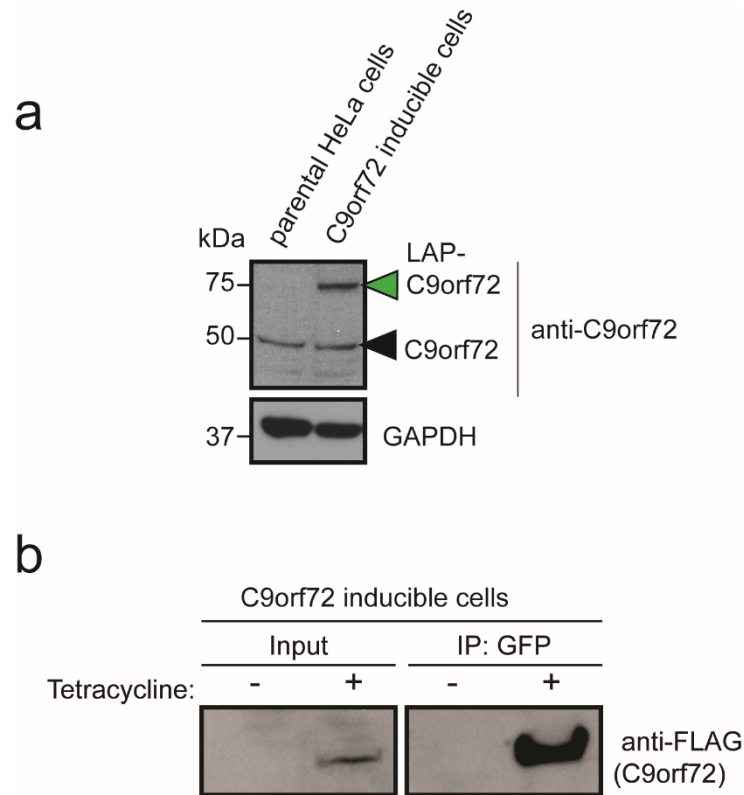 a
parental HeLa cells
C9orf72 inducible cells
kDa
75
50
37
LAP-
C9orf72
C9orf72
anti-C9orf72
GAPDH
b
C9orf72 inducible cells
Input
IP: GFP
Tetracycline: - + - +
anti-FLAG
(C9orf72)